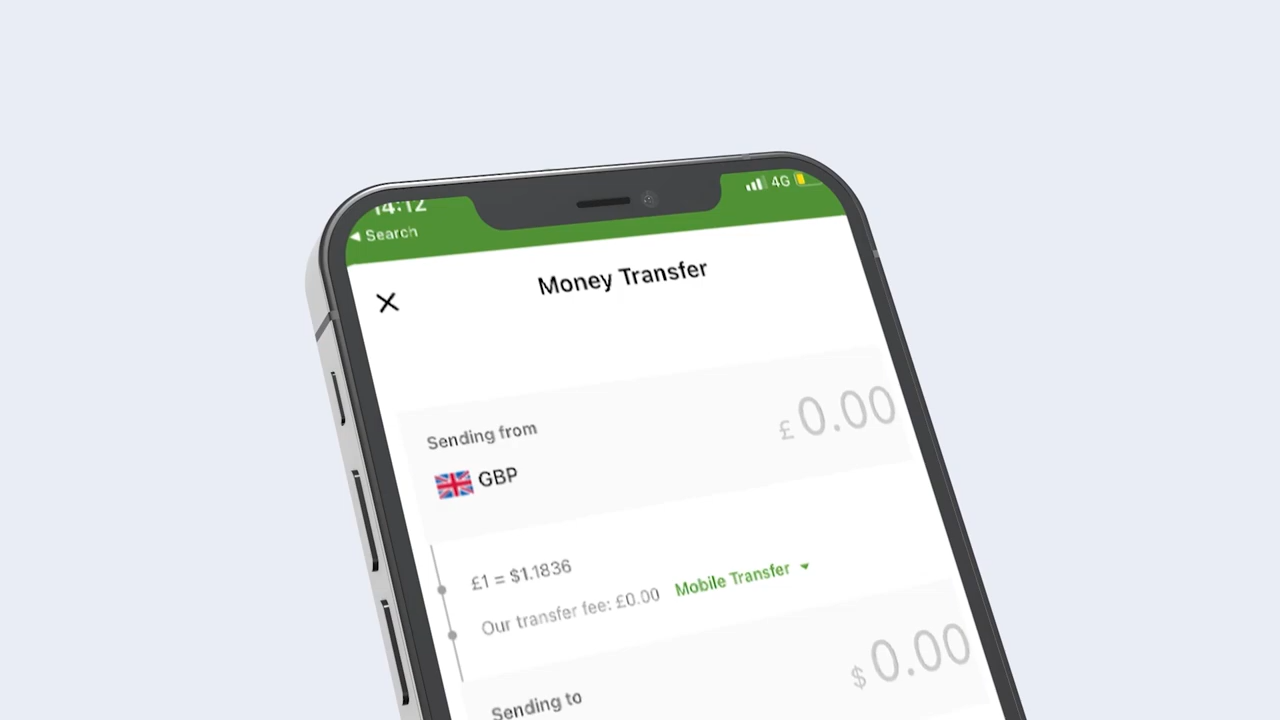 14:12
4G
◀ Search
Money Transfer
Sending from
£0.00
GBP
£1 = $1.1836
Our transfer fee: £0.00 Mobile Transfer
$0.00
Sending to